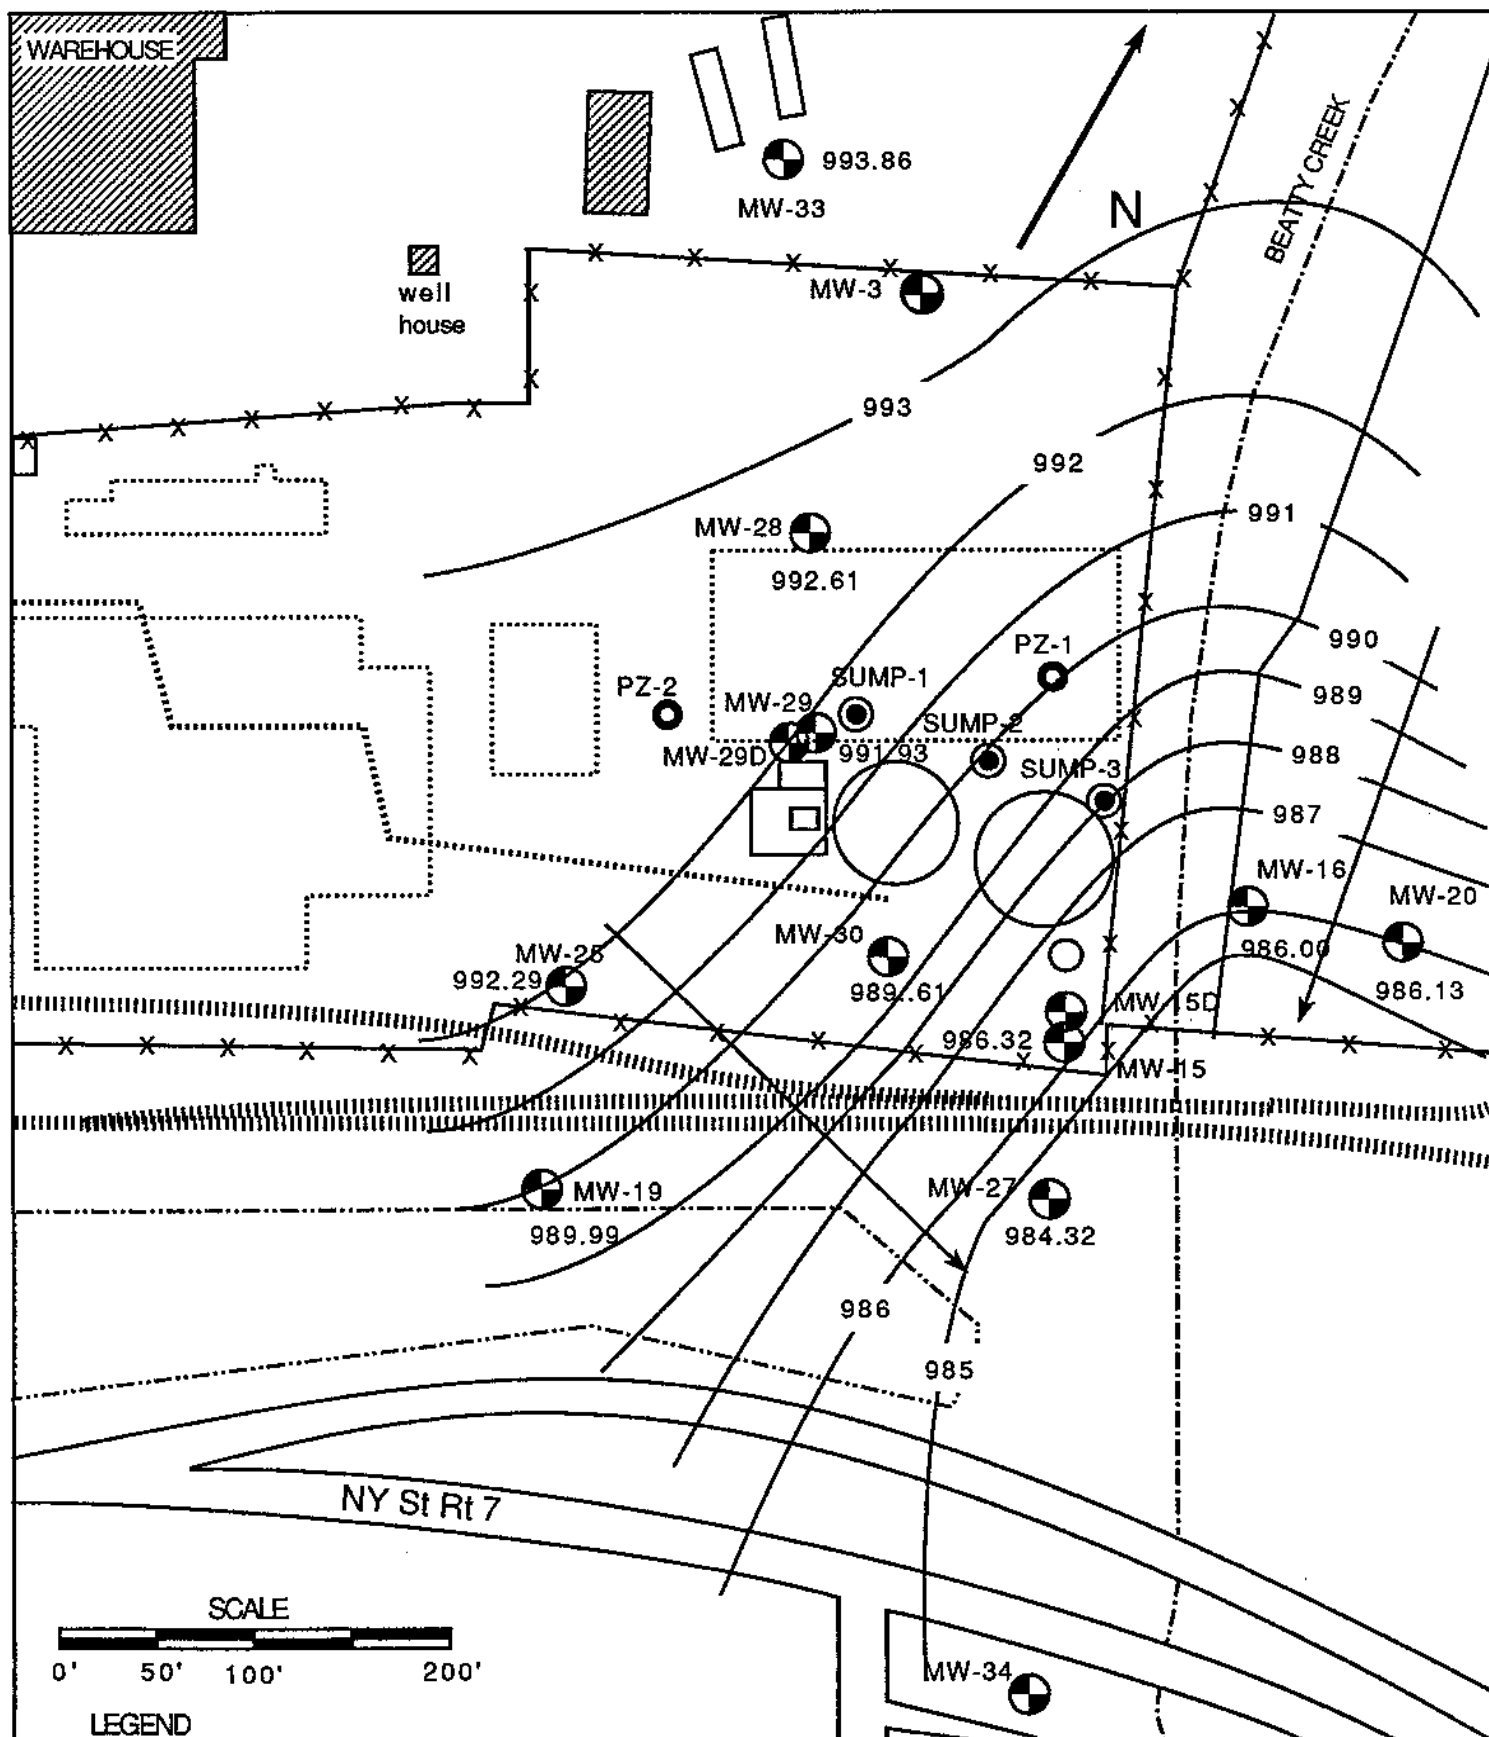 WAREHOUSE
993.86
MW-33
N
BEATTY CREEK
well
house
MW-3
993
992
991
MW-28
992.61
990
PZ-1
989
PZ-2
SUMP-1
MW-29
SUMP-2
MW-29D
991.93
SUMP-3
988
987
MW-16
MW-20
MW-30
986.00
MW-25
992.29
989.61
986.13
MW-15D
986.32
MW-15
MW-19
989.99
MW-27
984.32
986
985
NY St Rt 7
SCALE
0' 50' 100' 200'
MW-34
LEGEND